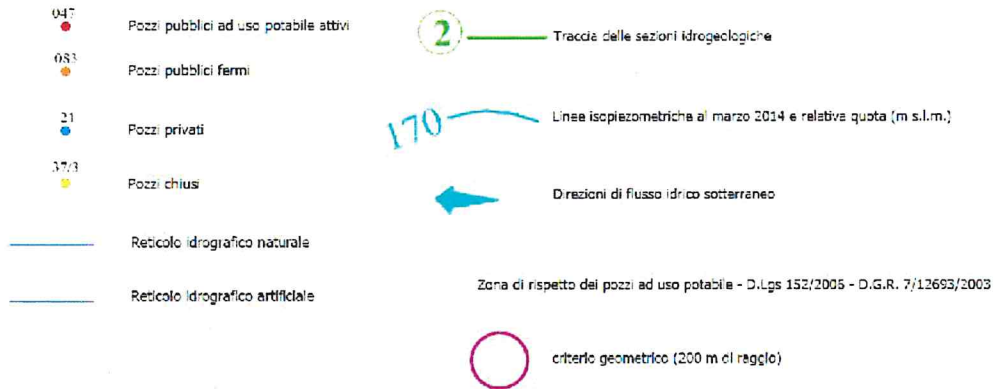 047
Pozzi pubblici ad uso potabile attivi
083
Pozzi pubblici fermi
21
Pozzi privati
37/3
Pozzi chiusi
Reticolo idrografico naturale
Reticolo idrografico artificiale
2
Traccia delle sezioni idrogeologiche
170
Linee isopiezometriche al marzo 2014 e relativa quota (m s.l.m.)
Direzioni di flusso idrico sotterraneo
Zona di rispetto dei pozzi ad uso potabile - D.Lgs 152/2006 - D.G.R. 7/12693/2003
criterio geometrico (200 m di raggio)